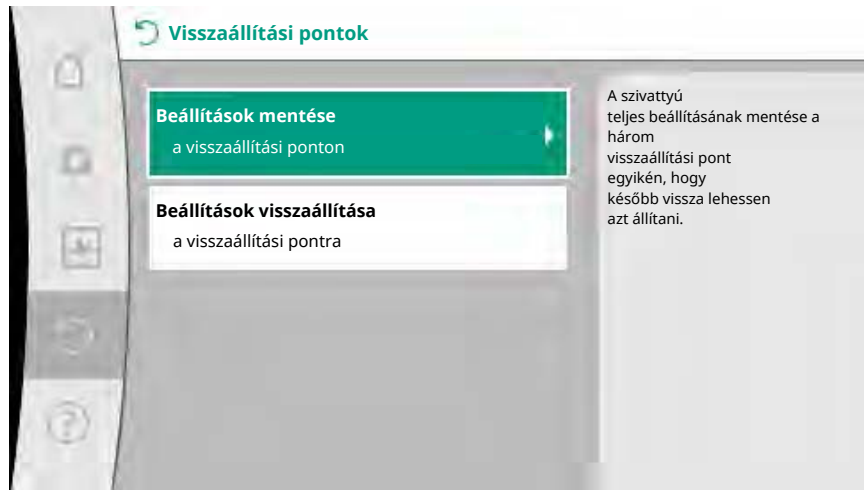 Visszaállítási pontok
Beállítások mentése
a visszaállítási ponton
Beállítások visszaállítása
a visszaállítási pontra
A szivattyú
teljes beállításának mentése a
három
visszaállítási pont
egyikén, hogy
később vissza lehessen
azt állítani.